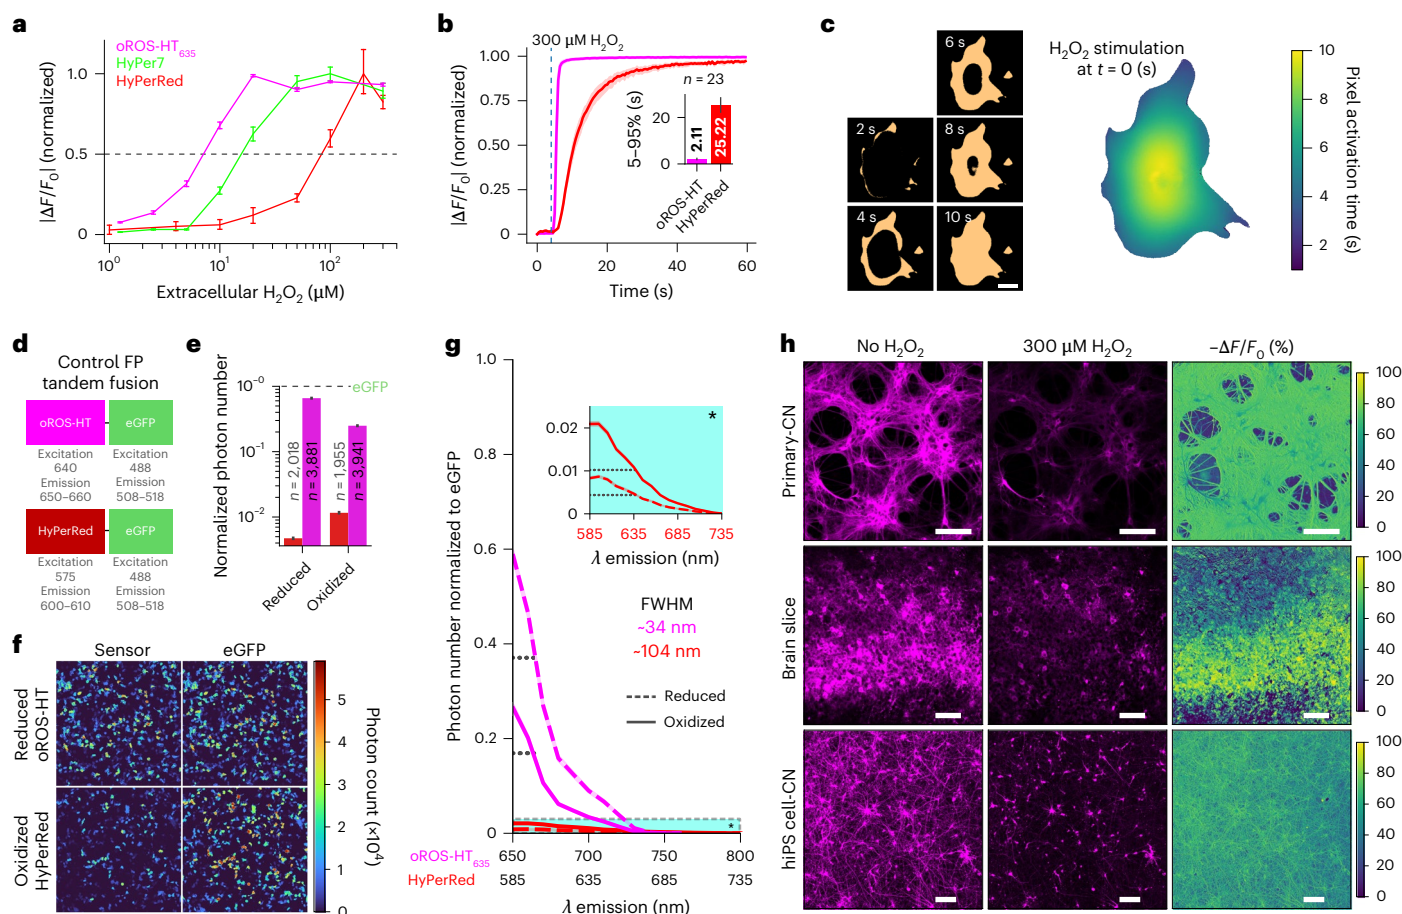 a
oROS-HT635
HyPer7
HyPerRed
|ΔF/F0| (normalized)
1.0
0.5
0
10⁰
10¹
10²
Extracellular H2O2 (μM)
b
300 μM H2O2
|ΔF/F0| (normalized)
1.00
0.75
0.50
0.25
0
0
20
40
60
Time (s)
n = 23
5–95% (s)
20
0
2.11
25.22
oROS-HT
HyPerRed
c
6 s
2 s
8 s
4 s
10 s
H2O2 stimulation
at t = 0 (s)
10
8
6
4
2
Pixel activation time (s)
d
Control FP
tandem fusion
oROS-HT
eGFP
Excitation
640
Emission
650–660
Excitation
488
Emission
508–518
HyPerRed
eGFP
Excitation
575
Emission
600–610
Excitation
488
Emission
508–518
e
Normalized photon number
10⁻⁰
10⁻¹
10⁻²
eGFP
n = 2,018
n = 3,881
n = 1,955
n = 3,941
Reduced
Oxidized
f
Sensor
eGFP
Reduced
oROS-HT
Oxidized
HyPerRed
5
4
3
2
1
0
Photon count (×10⁴)
g
Photon number normalized to eGFP
1.0
0.8
0.6
0.4
0.2
0
*
0.02
0.01
0
585
635
685
735
λ emission (nm)
FWHM
~34 nm
~104 nm
Reduced
Oxidized
*
oROS-HT635
650
700
750
800
HyPerRed
585
635
685
735
λ emission (nm)
h
No H2O2
300 μM H2O2
−ΔF/F0 (%)
Primary-CN
100
80
60
40
20
0
Brain slice
100
80
60
40
20
0
hiPS cell-CN
100
80
60
40
20
0